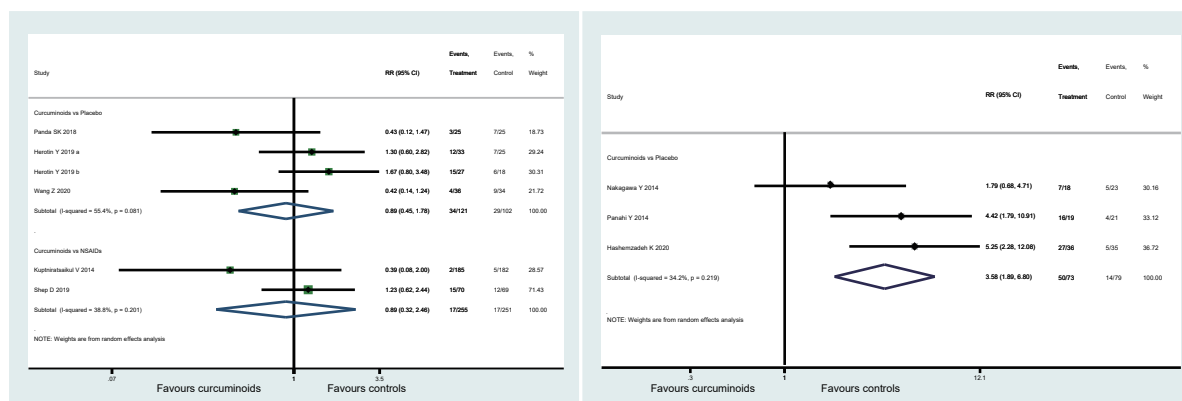 Events, Events, %
Study RR (95% CI) Treatment Control Weight
Curcuminoids vs Placebo
Panda SK 2018 0.43 (0.12, 1.47) 3/25 7/25 18.73
Herotin Y 2019 a 1.30 (0.60, 2.82) 12/33 7/25 29.24
Herotin Y 2019 b 1.67 (0.80, 3.48) 15/27 6/18 30.31
Wang Z 2020 0.42 (0.14, 1.24) 4/36 9/34 21.72
Subtotal (I-squared = 55.4%, p = 0.081) 0.89 (0.45, 1.78) 34/121 29/102 100.00
.
Curcuminoids vs NSAIDs
Kuptniratsaikul V 2014 0.39 (0.08, 2.00) 2/185 5/182 28.57
Shep D 2019 1.23 (0.62, 2.44) 15/70 12/69 71.43
Subtotal (I-squared = 38.8%, p = 0.201) 0.89 (0.32, 2.46) 17/255 17/251 100.00
.
NOTE: Weights are from random effects analysis
.07 1 3.5
Favours curcuminoids Favours controls
Events, Events, %
RR (95% CI)
Study Treatment Control Weight
Curcuminoids vs Placebo
Nakagawa Y 2014 1.79 (0.68, 4.71) 7/18 5/23 30.16
Panahi Y 2014 4.42 (1.79, 10.91) 16/19 4/21 33.12
Hashemzadeh K 2020 5.25 (2.28, 12.08) 27/36 5/35 36.72
Subtotal (I-squared = 34.2%, p = 0.219) 3.58 (1.89, 6.80) 50/73 14/79 100.00
.
NOTE: Weights are from random effects analysis
.3 1 12.1
Favours curcuminoids Favours controls